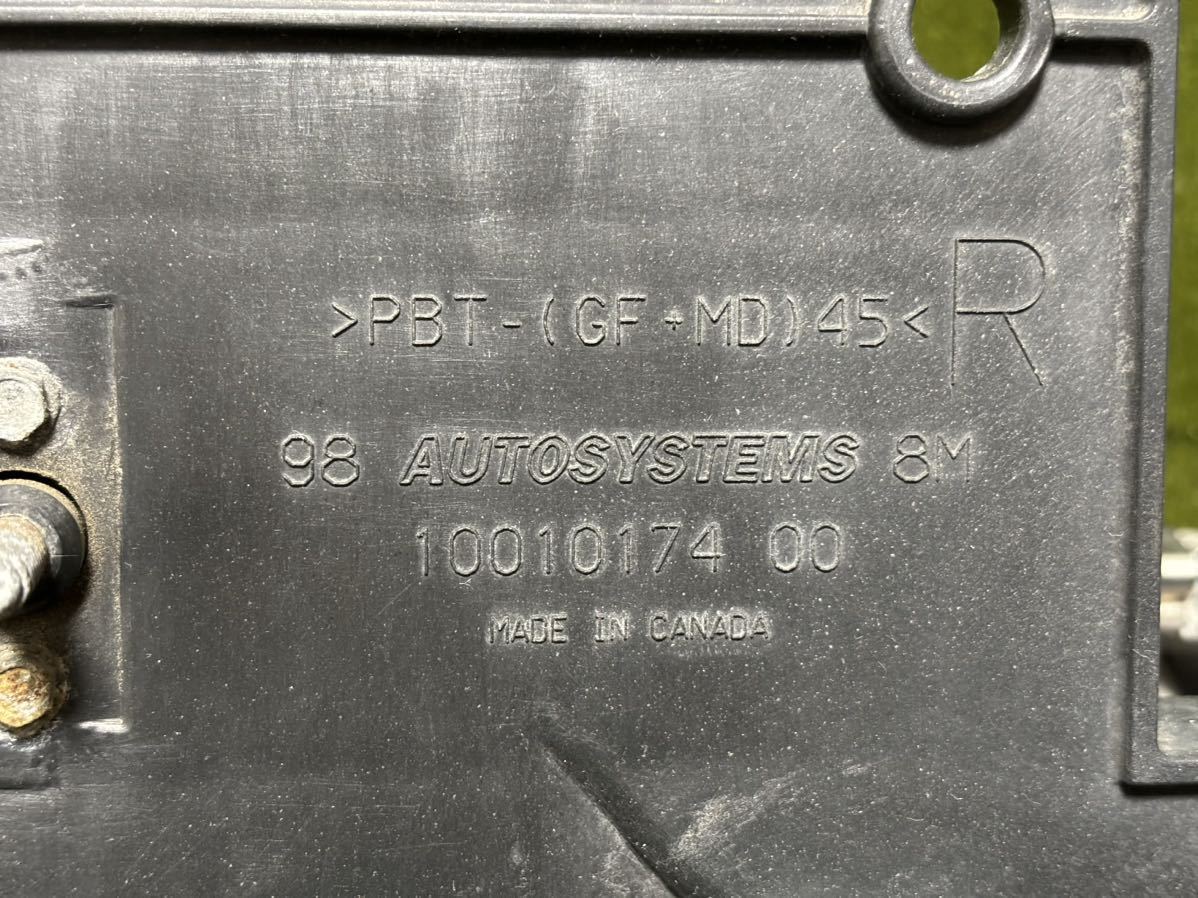 >PBT-(GF+MD)45< R
98 AUTOSYSTEMS 8M
10010174 00
MADE IN CANADA